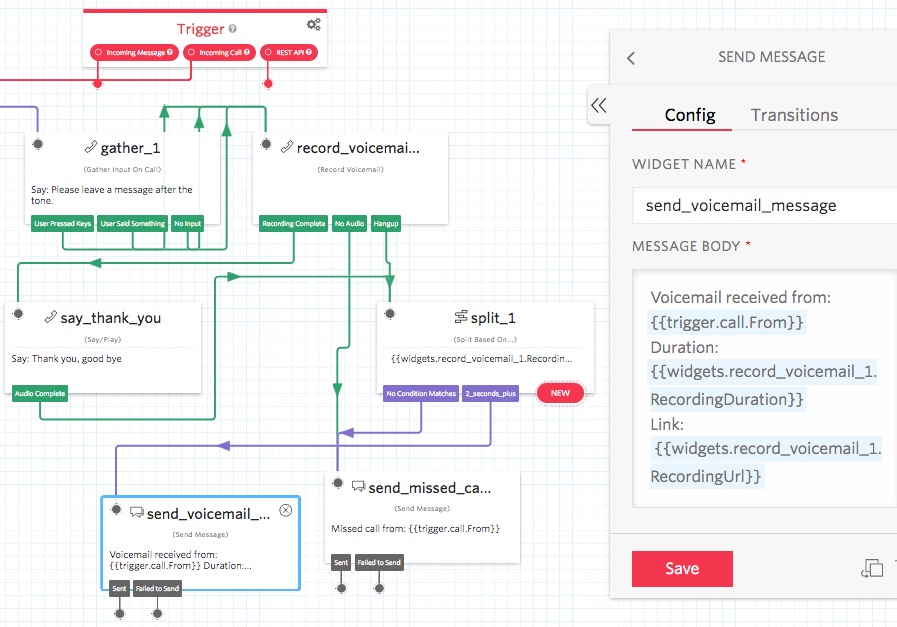 Trigger
Incoming Message
Incoming Call
REST API
gather_1
(Gather Input On Call)
Say: Please leave a message after the
tone.
User Pressed Keys
User Said Something
No Input
record_voicemai...
(Record Voicemail)
Recording Complete
No Audio
Hangup
say_thank_you
(Say/Play)
Say: Thank you, good bye
Audio Complete
split_1
(Split Based On...)
{{widgets.record_voicemail_1.Recordin...
No Condition Matches
2_seconds_plus
NEW
send_voicemail_...
(Send Message)
Voicemail received from:
{{trigger.call.From}} Duration:...
Sent
Failed to Send
send_missed_ca...
(Send Message)
Missed call from: {{trigger.call.From}}
Sent
Failed to Send
SEND MESSAGE
Config
Transitions
WIDGET NAME *
send_voicemail_message
MESSAGE BODY *
Voicemail received from:
{{trigger.call.From}}
Duration:
{{widgets.record_voicemail_1.
RecordingDuration}}
Link:
{{widgets.record_voicemail_1.
RecordingUrl}}
Save